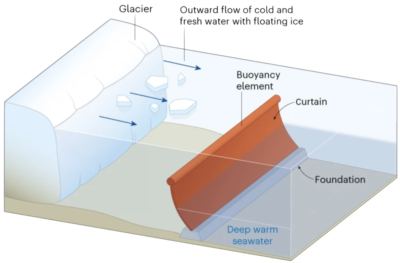 Glacier
Outward flow of cold and
fresh water with floating ice
Buoyancy
element
Curtain
Foundation
Deep warm
seawater